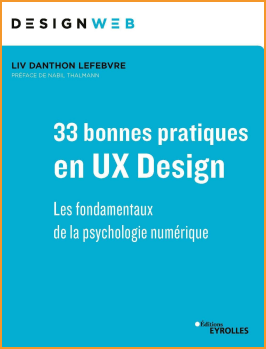 DESIGNWEB
LIV DANTHON LEFEBVRE
PRÉFACE DE NABIL THALMANN
33 bonnes pratiques
en UX Design
Les fondamentaux
de la psychologie numérique
Éditions
EYROLLES